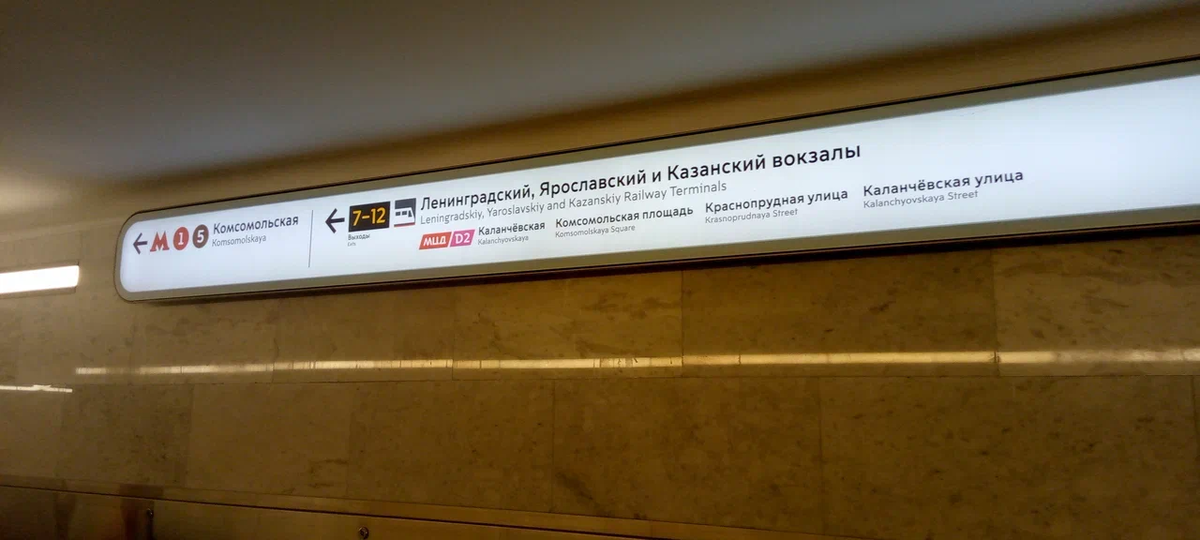 ← М 1 5 Комсомольская
Komsomolskaya
← 7–12
Выходы
Exits
Ленинградский, Ярославский и Казанский вокзалы
Leningradskiy, Yaroslavskiy and Kazanskiy Railway Terminals
МЦД D2 Каланчёвская
Kalanchyovskaya
Комсомольская площадь
Komsomolskaya Square
Краснопрудная улица
Krasnoprudnaya Street
Каланчёвская улица
Kalanchyovskaya Street